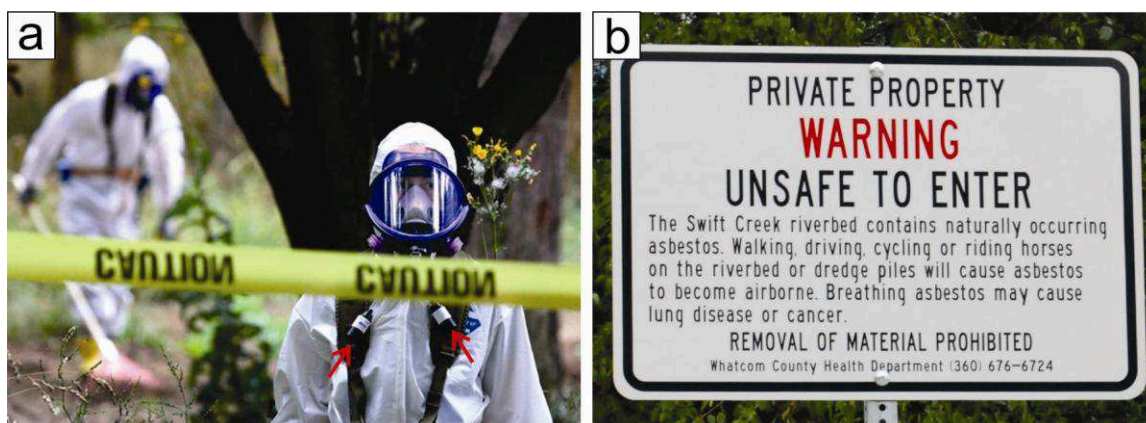 a
CAUTION CAUTION
b
PRIVATE PROPERTY
WARNING
UNSAFE TO ENTER
The Swift Creek riverbed contains naturally occurring
asbestos. Walking, driving, cycling or riding horses
on the riverbed or dredge piles will cause asbestos
to become airborne. Breathing asbestos may cause
lung disease or cancer.
REMOVAL OF MATERIAL PROHIBITED
Whatcom County Health Department (360) 676-6724